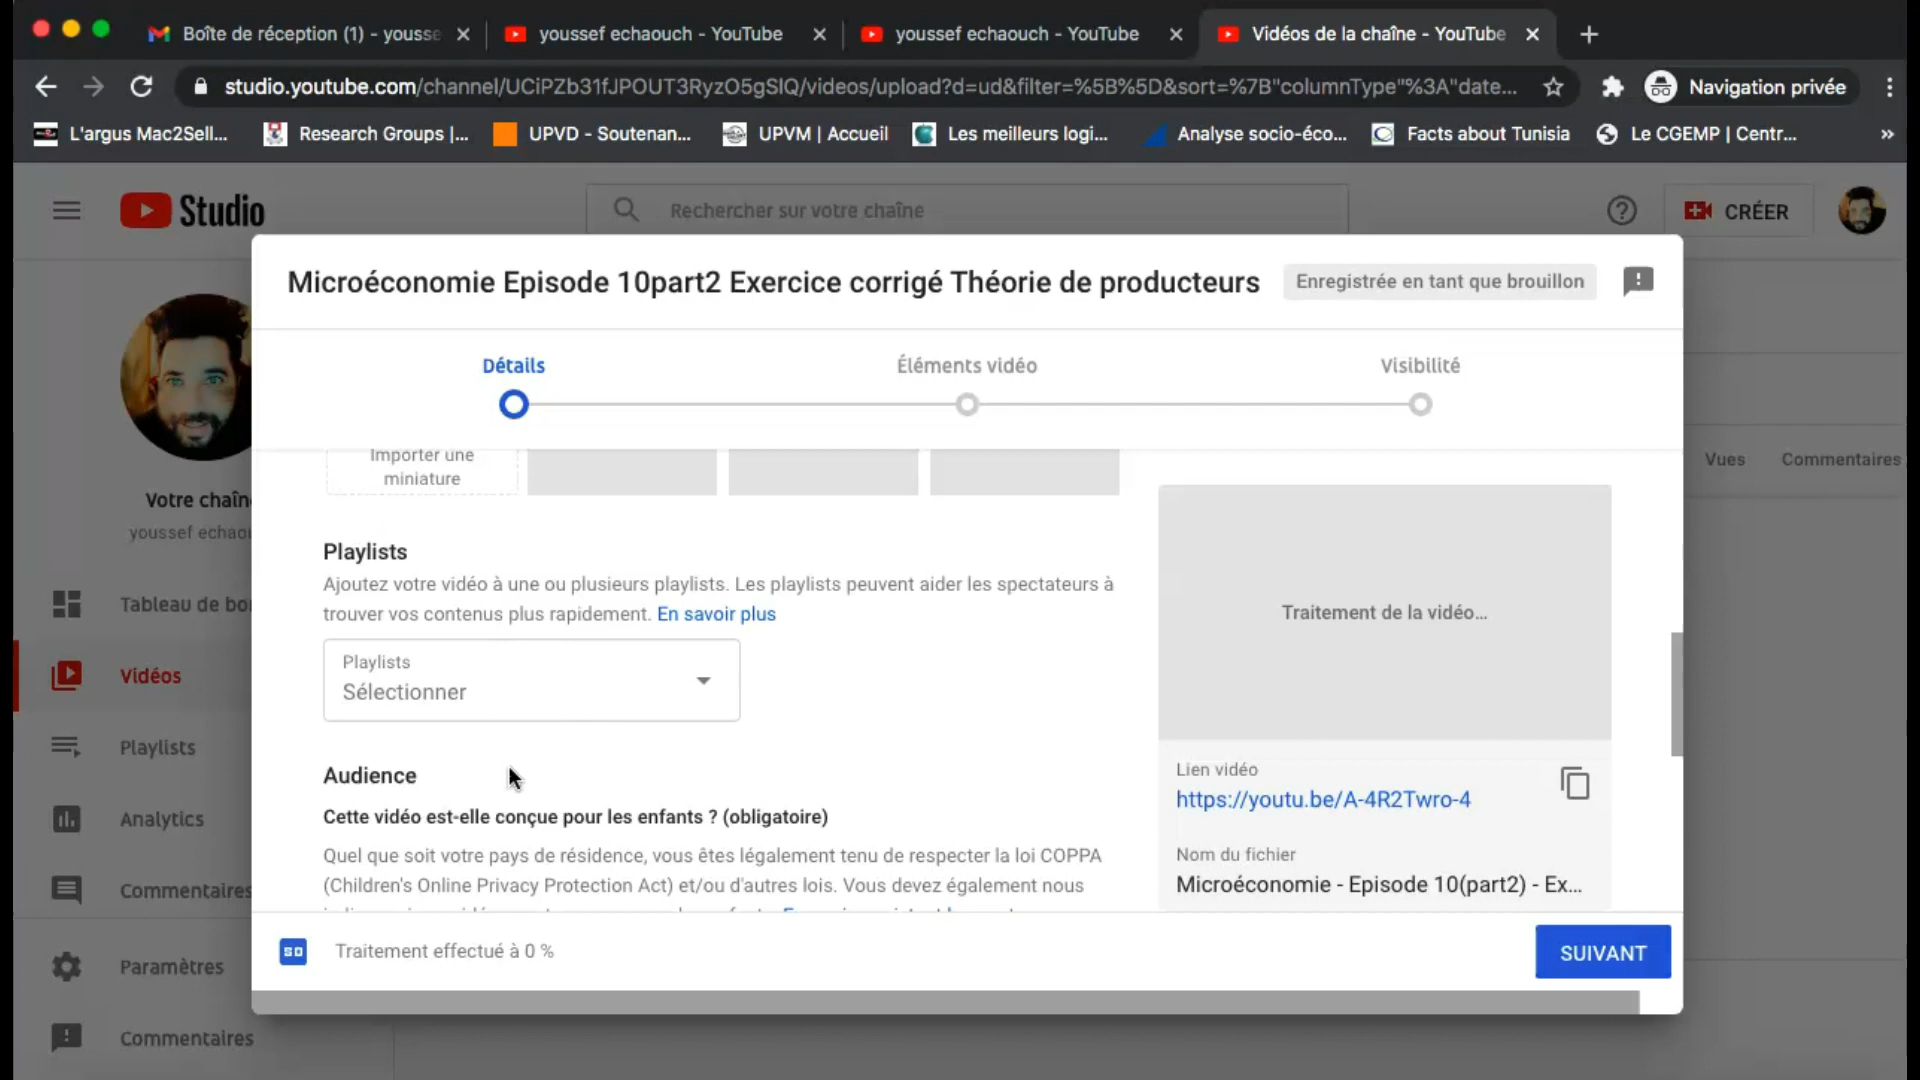 Boîte de réception (1) - yousse
youssef echaouch - YouTube
youssef echaouch - YouTube
Vidéos de la chaîne - YouTube
studio.youtube.com/channel/UCiPZb31fJPOUT3RyzO5gSlQ/videos/upload?d=ud&filter=%5B%5D&sort=%7B"columnType"%3A"date...
Navigation privée
L'argus Mac2Sell...
Research Groups |...
UPVD - Soutenan...
UPVM | Accueil
Les meilleurs logi...
Analyse socio-éco...
Facts about Tunisia
Le CGEMP | Centr...
»
Studio
Rechercher sur votre chaîne
CRÉER
Microéconomie Episode 10part2 Exercice corrigé Théorie de producteurs
Enregistrée en tant que brouillon
Détails
Éléments vidéo
Visibilité
Importer une
miniature
Vues
Commentaires
Votre chaîn
youssef echaou
Tableau de bo
Vidéos
Playlists
Analytics
Commentaires
Paramètres
Commentaires
Playlists
Ajoutez votre vidéo à une ou plusieurs playlists. Les playlists peuvent aider les spectateurs à
trouver vos contenus plus rapidement. En savoir plus
Playlists
Sélectionner
Audience
Cette vidéo est-elle conçue pour les enfants ? (obligatoire)
Quel que soit votre pays de résidence, vous êtes légalement tenu de respecter la loi COPPA
(Children's Online Privacy Protection Act) et/ou d'autres lois. Vous devez également nous
Traitement de la vidéo...
Lien vidéo
https://youtu.be/A-4R2Twro-4
Nom du fichier
Microéconomie - Episode 10(part2) - Ex...
SD
Traitement effectué à 0 %
SUIVANT